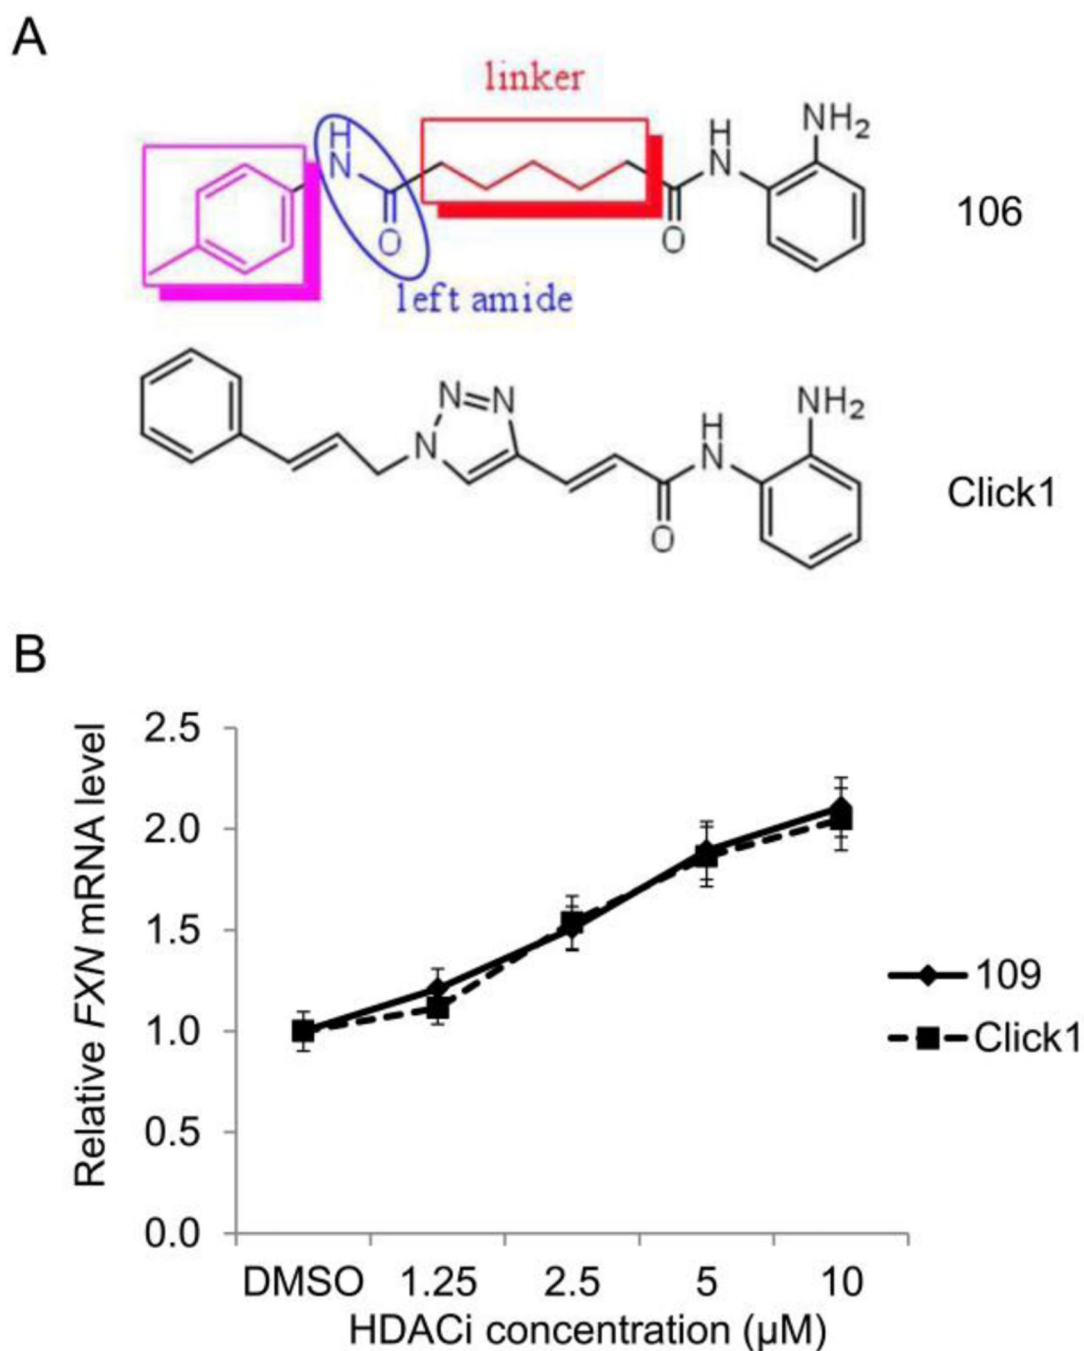 A
linker
H
N
O
left amide
O
H
N
NH₂
106
N
N
N
O
H
N
NH₂
Click1
B
Relative FXN mRNA level
2.5
2.0
1.5
1.0
0.5
0.0
DMSO 1.25 2.5 5 10
HDACi concentration (µM)
109
Click1